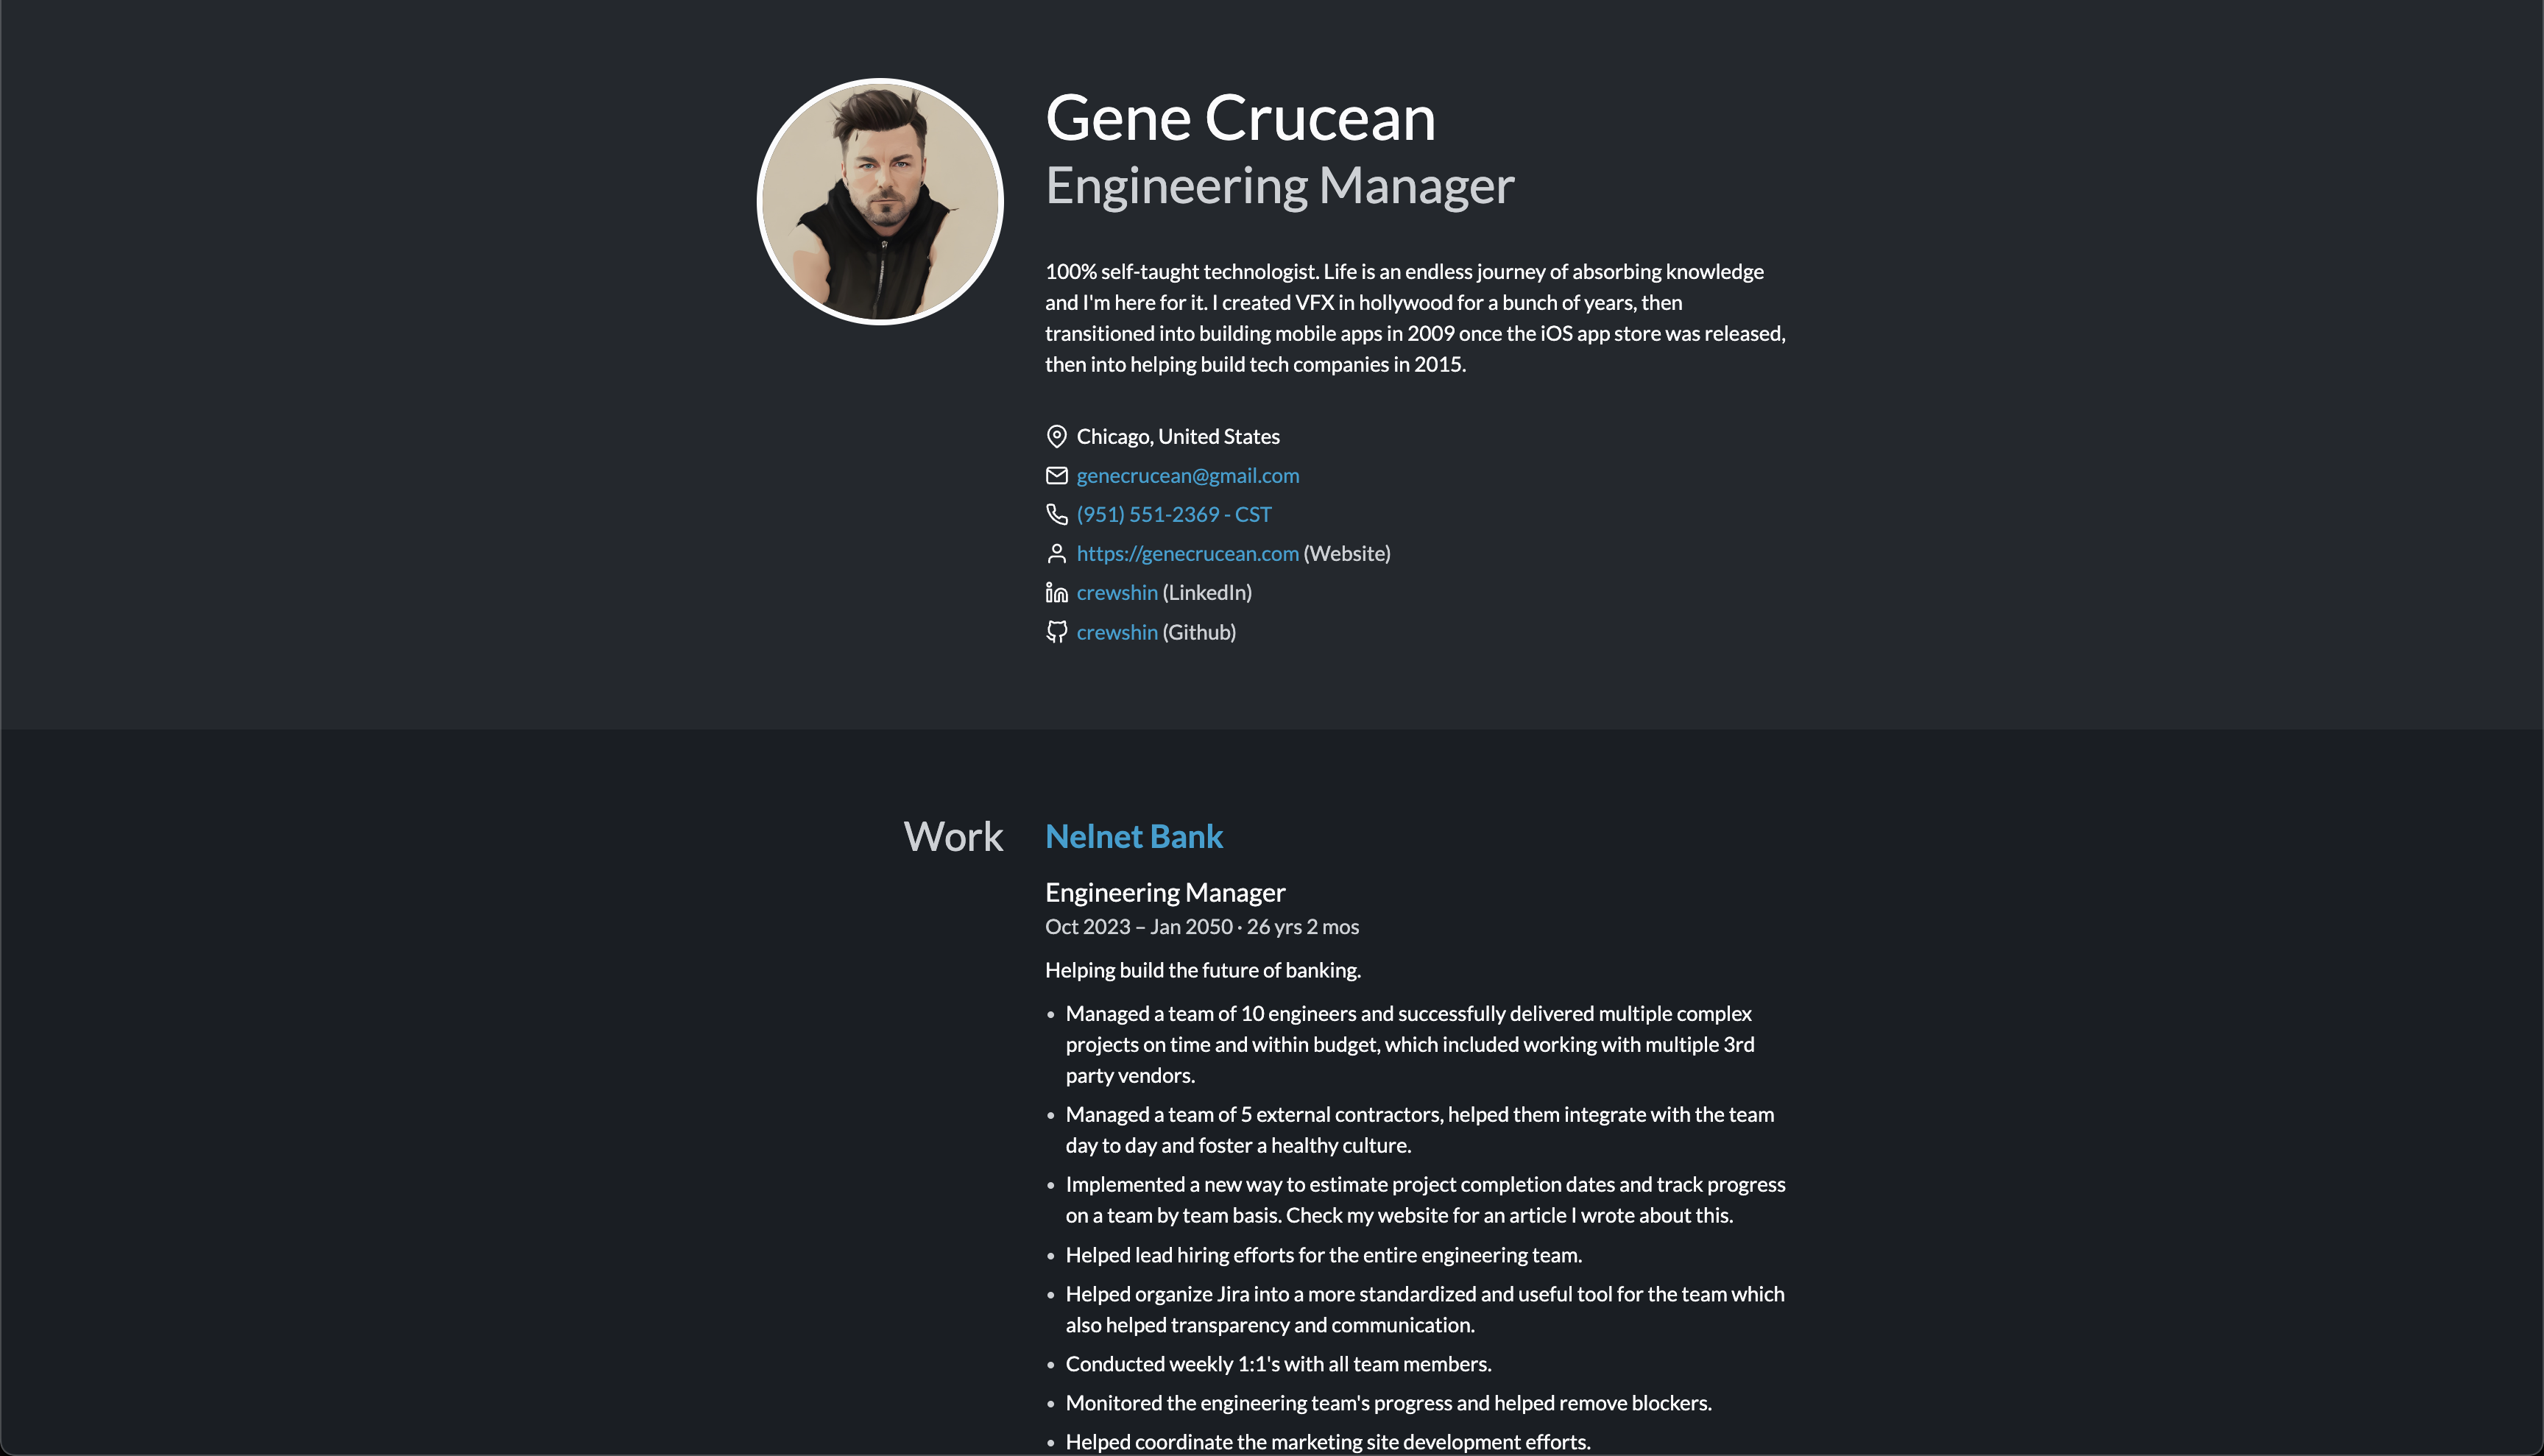 Gene Crucean
Engineering Manager
100% self-taught technologist. Life is an endless journey of absorbing knowledge
and I'm here for it. I created VFX in hollywood for a bunch of years, then
transitioned into building mobile apps in 2009 once the iOS app store was released,
then into helping build tech companies in 2015.
Chicago, United States
genecrucean@gmail.com
(951) 551-2369 - CST
https://genecrucean.com (Website)
crewshin (LinkedIn)
crewshin (Github)
Work
Nelnet Bank
Engineering Manager
Oct 2023 – Jan 2050 · 26 yrs 2 mos
Helping build the future of banking.
• Managed a team of 10 engineers and successfully delivered multiple complex
projects on time and within budget, which included working with multiple 3rd
party vendors.
• Managed a team of 5 external contractors, helped them integrate with the team
day to day and foster a healthy culture.
• Implemented a new way to estimate project completion dates and track progress
on a team by team basis. Check my website for an article I wrote about this.
• Helped lead hiring efforts for the entire engineering team.
• Helped organize Jira into a more standardized and useful tool for the team which
also helped transparency and communication.
• Conducted weekly 1:1's with all team members.
• Monitored the engineering team's progress and helped remove blockers.
• Helped coordinate the marketing site development efforts.